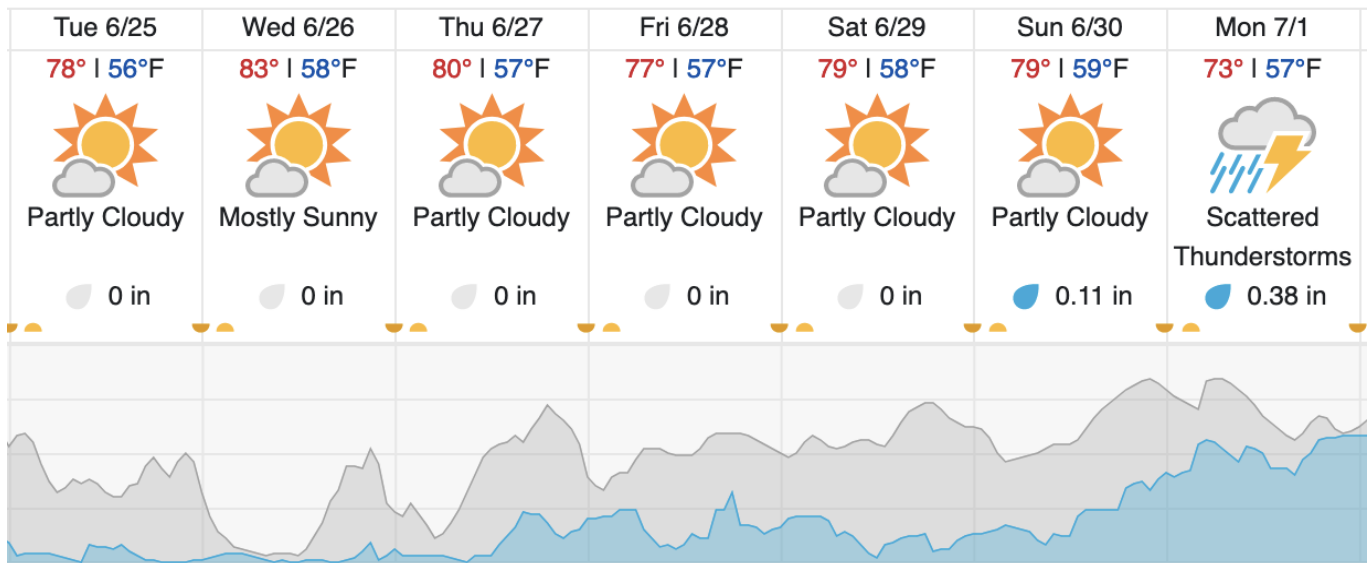 Tue 6/25 Wed 6/26 Thu 6/27 Fri 6/28 Sat 6/29 Sun 6/30 Mon 7/1
78° | 56°F 83° | 58°F 80° | 57°F 77° | 57°F 79° | 58°F 79° | 59°F 73° | 57°F
Partly Cloudy Mostly Sunny Partly Cloudy Partly Cloudy Partly Cloudy Partly Cloudy Scattered
Thunderstorms
0 in 0 in 0 in 0 in 0 in 0.11 in 0.38 in